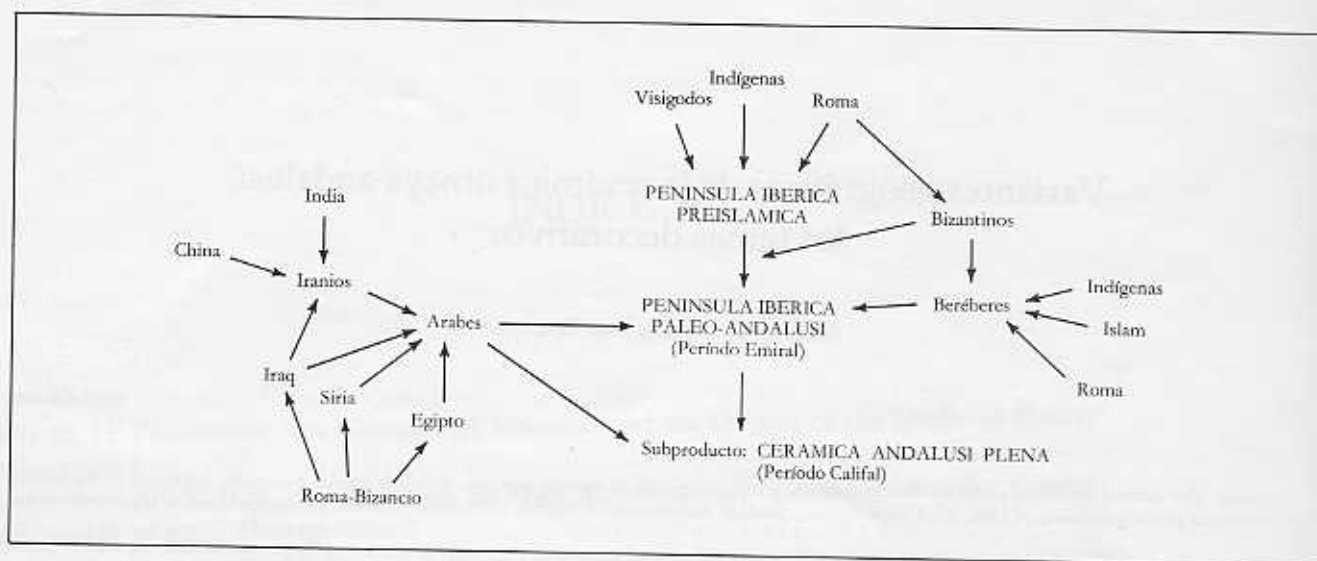 Indígenas
Visigodos
Roma
PENINSULA IBERICA
PREISLAMICA
India
Bizantinos
China
Iranios
Indígenas
PENINSULA IBERICA
PALEO-ANDALUSI
(Período Emiral)
Beréberes
Arabes
Islam
Iraq
Siria
Roma
Egipto
Subproducto: CERAMICA ANDALUSI PLENA
(Período Califal)
Roma-Bizancio